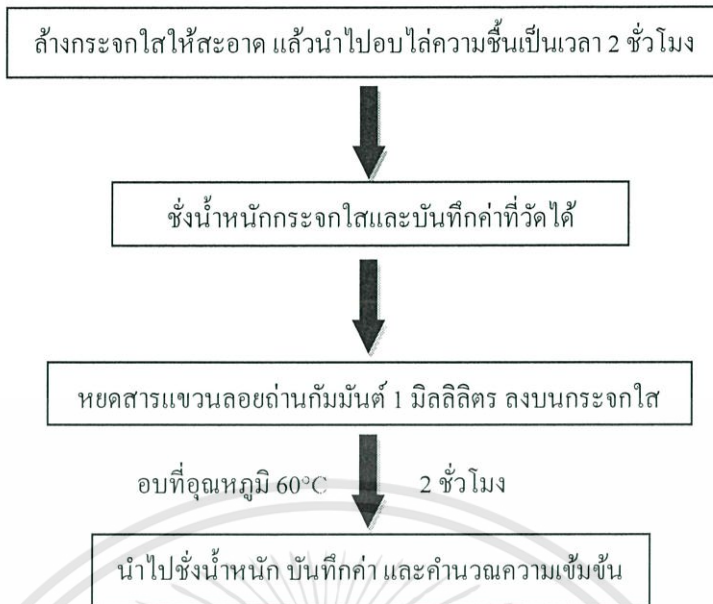 ล้างกระจกใสให้สะอาด แล้วนำไปอบไล่ความชื้นเป็นเวลา 2 ชั่วโมง
ชั่งน้ำหนักกระจกใสและบันทึกค่าที่วัดได้
หยดสารแขวนลอยถ่านกัมมันต์ 1 มิลลิลิตร ลงบนกระจกใส
อบที่อุณหภูมิ 60°C 2 ชั่วโมง
นำไปชั่งน้ำหนัก บันทึกค่า และคำนวณความเข้มข้น